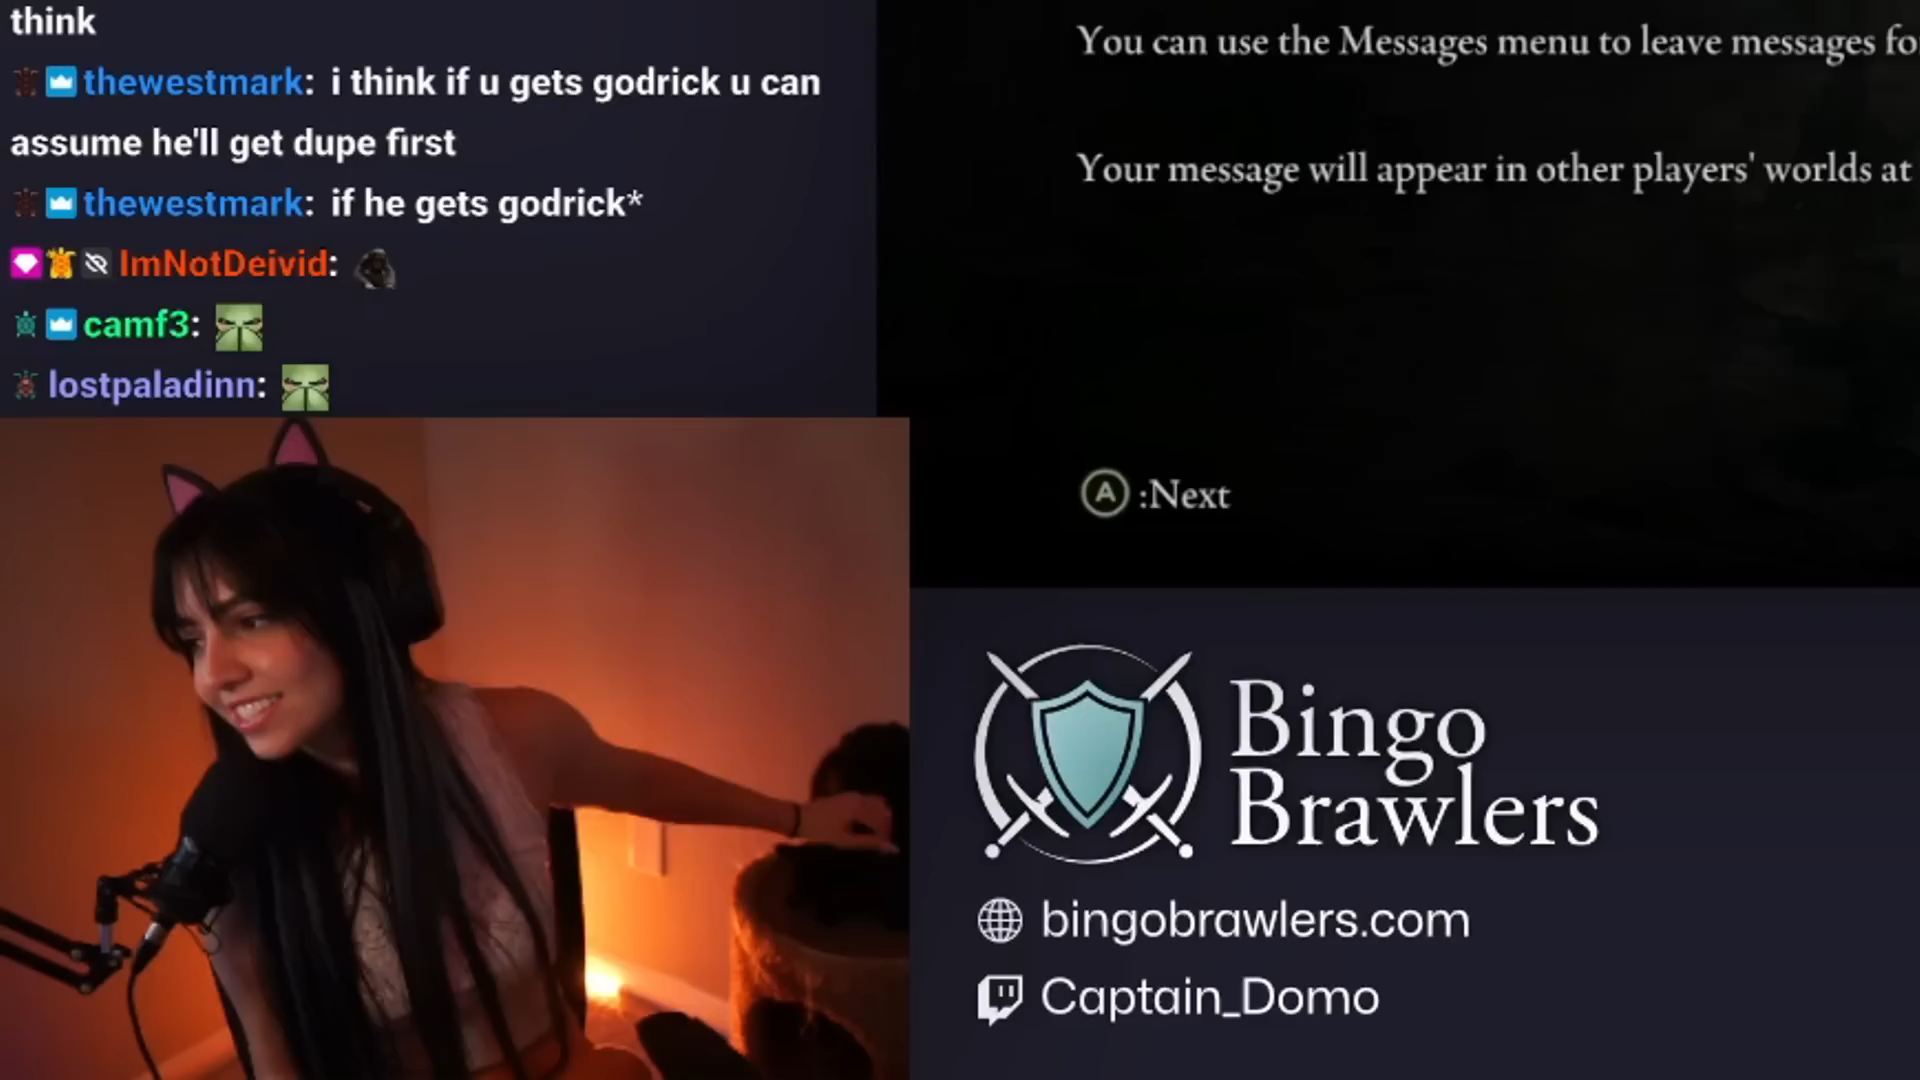 think
thewestmark: i think if u gets godrick u can
assume he'll get dupe first
thewestmark: if he gets godrick*
ImNotDeivid:
camf3:
lostpaladinn:
You can use the Messages menu to leave messages fo
Your message will appear in other players' worlds at
A :Next
Bingo
Brawlers
bingobrawlers.com
Captain_Domo